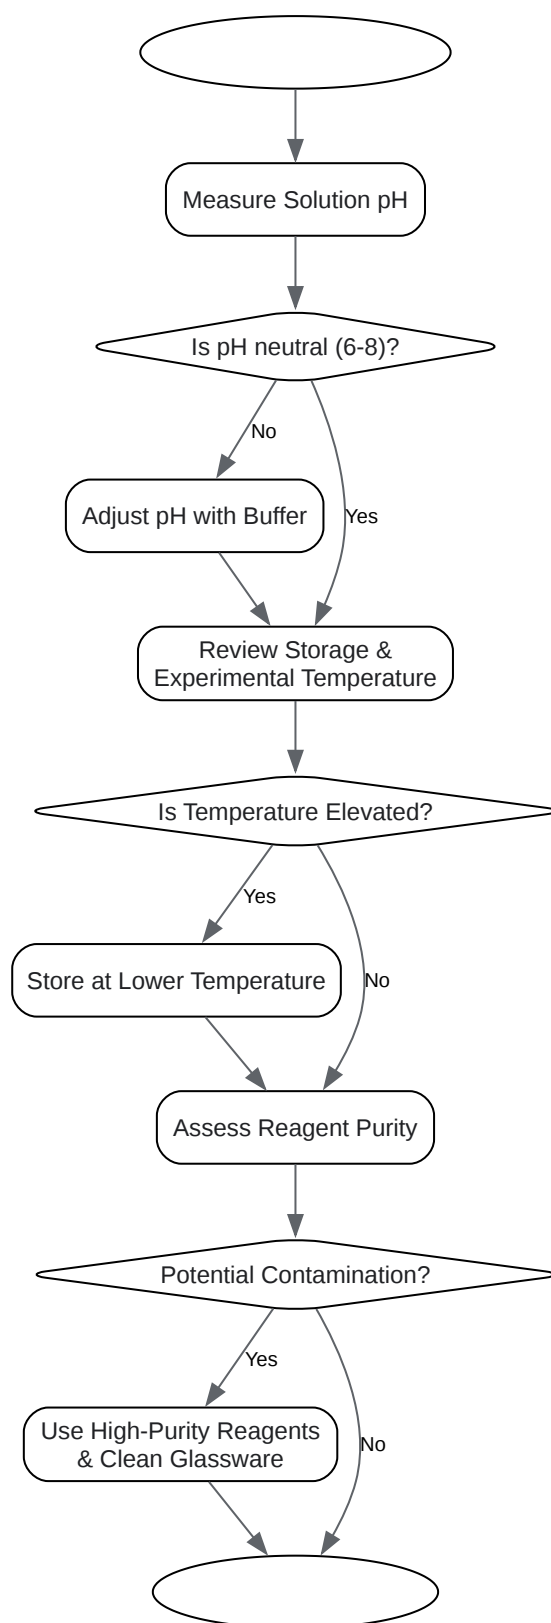 Measure Solution pH
Is pH neutral (6-8)?
No
Adjust pH with Buffer
Yes
Review Storage &
Experimental Temperature
Is Temperature Elevated?
Yes
Store at Lower Temperature
No
Assess Reagent Purity
Potential Contamination?
Yes
Use High-Purity Reagents
& Clean Glassware
No